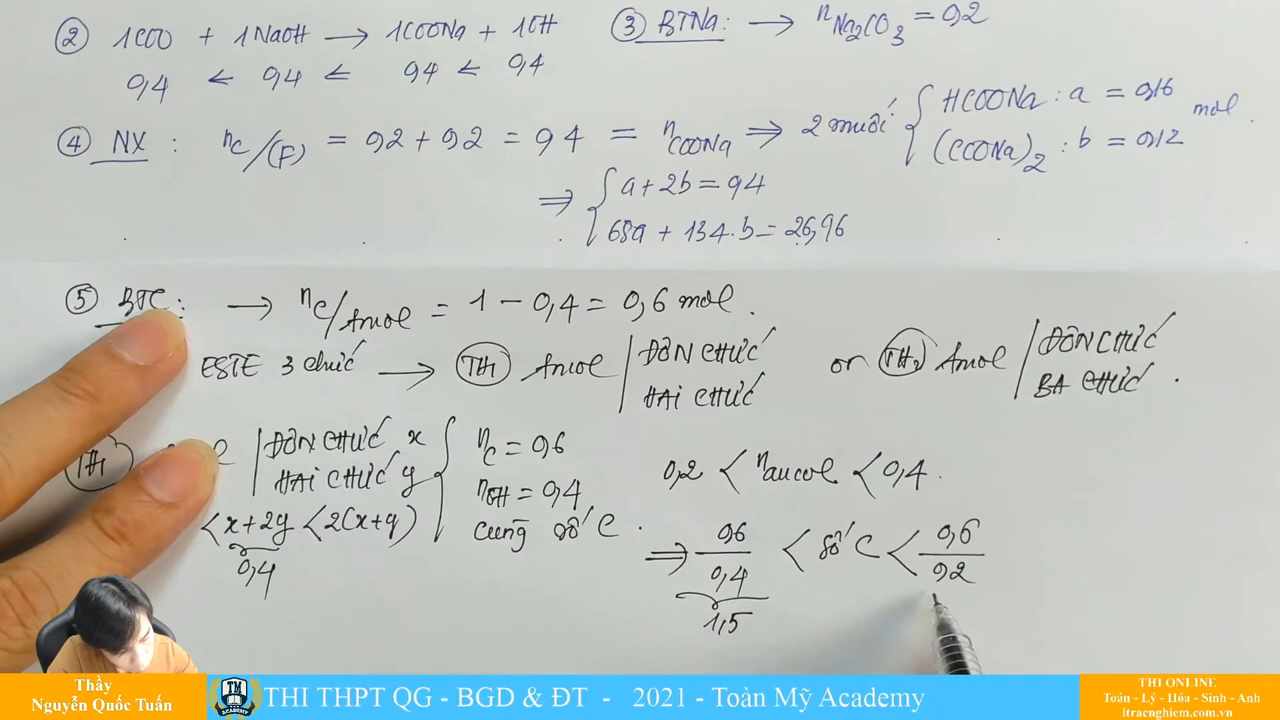 ② 1COO + 1NaOH → 1COONa + 1OH
0,4 ← 0,4 ← 0,4 ← 0,4
③ BTNa: → nNa₂CO₃ = 0,2
④ NX : nC/(F) = 0,2 + 0,2 = 0,4 = nCOONa ⇒ 2 muối { HCOONa : a = 0,16
(COONa)₂ : b = 0,12 mol.
⇒ { a + 2b = 0,4
68a + 134.b = 26,96
⑤ BTC: → nC/Ancol = 1 - 0,4 = 0,6 mol.
ESTE 3 chức → TH₁ Ancol | ĐƠN CHỨC
HAI CHỨC
or TH₂ Ancol | ĐƠN CHỨC
BA CHỨC .
TH₁ | ĐƠN CHỨC x
HAI CHỨC y
{ nC = 0,6
nOH = 0,4
Cùng số C .
< x + 2y < 2(x+y)
0,4
0,2 < nancol < 0,4.
⇒ 0,6/0,4 < số C < 0,6/0,2
1,5
Thầy
Nguyễn Quốc Tuấn
TM
ACADEMY
THI THPT QG - BGD & ĐT - 2021 - Toàn Mỹ Academy
THI ONLINE
Toán - Lý - Hóa - Sinh - Anh
itracnghiem.com.vn